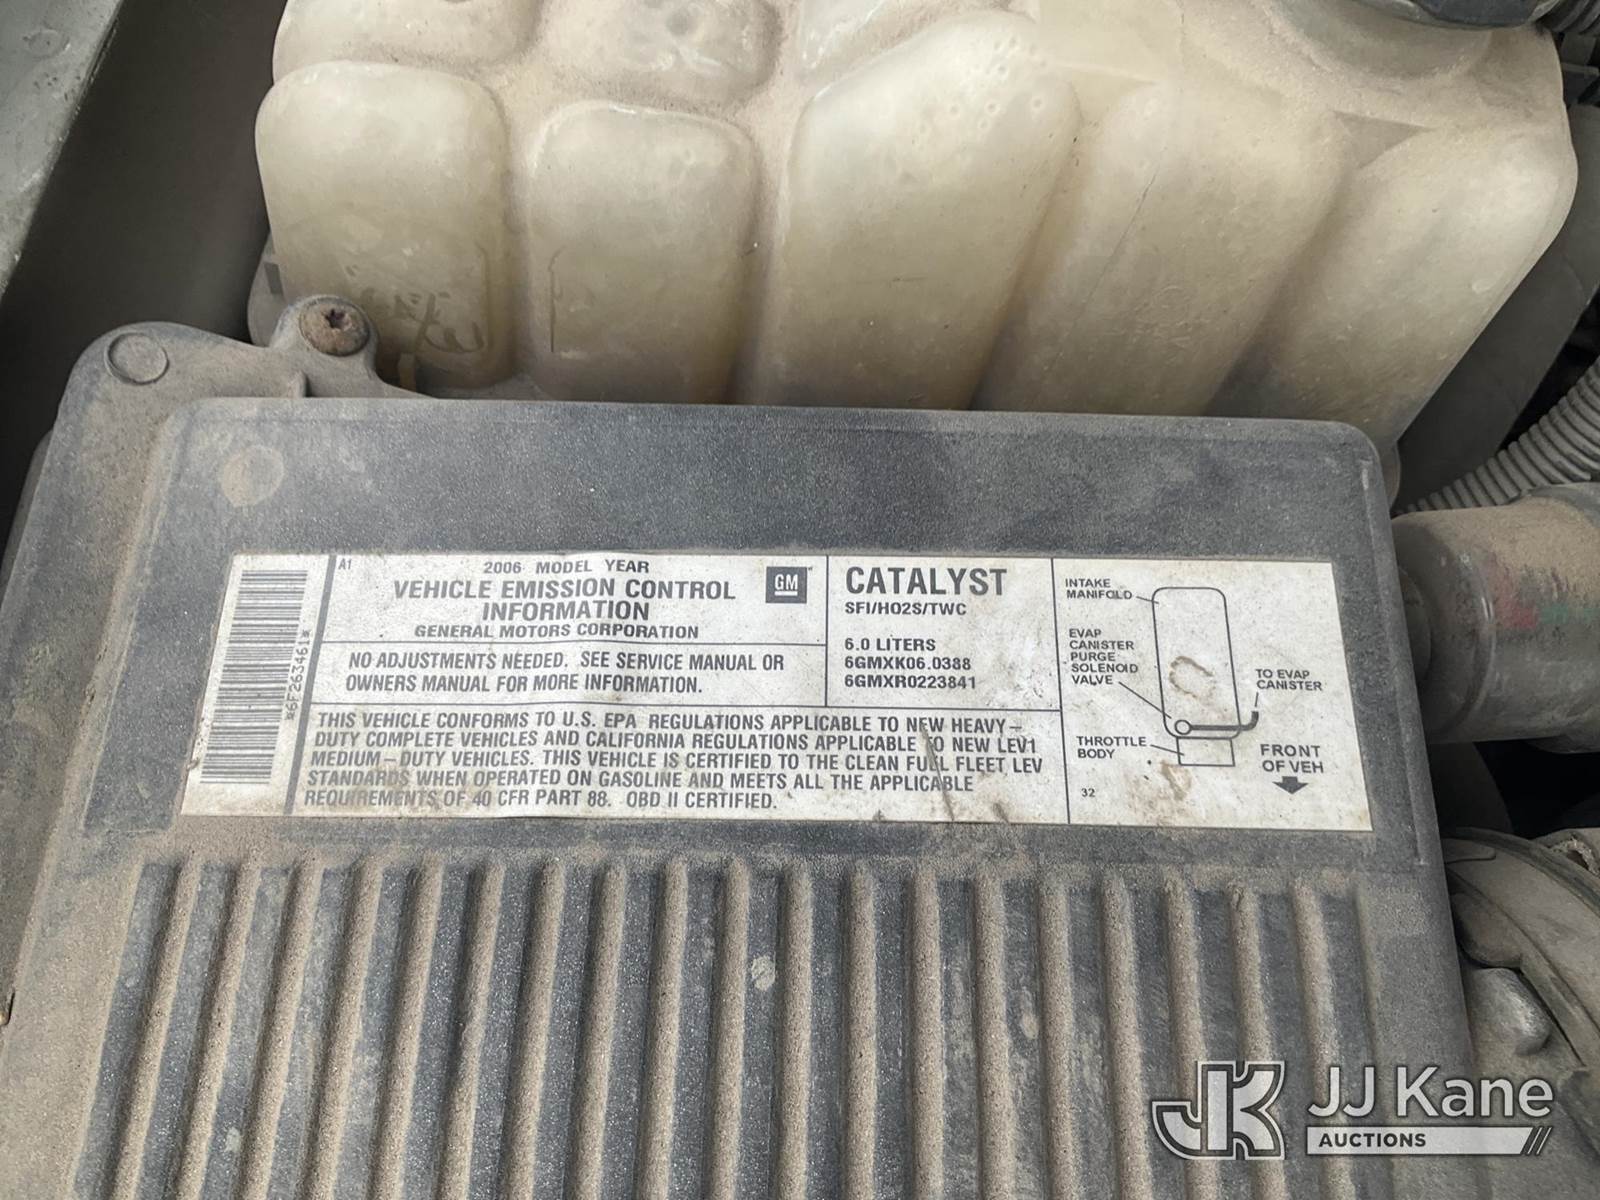 *6F263461*
A1
2006 MODEL YEAR
VEHICLE EMISSION CONTROL
INFORMATION
GENERAL MOTORS CORPORATION
GM
NO ADJUSTMENTS NEEDED. SEE SERVICE MANUAL OR
OWNERS MANUAL FOR MORE INFORMATION.
CATALYST
SFI/HO2S/TWC
6.0 LITERS
6GMXK06.0388
6GMXR0223841
THIS VEHICLE CONFORMS TO U.S. EPA REGULATIONS APPLICABLE TO NEW HEAVY-
DUTY COMPLETE VEHICLES AND CALIFORNIA REGULATIONS APPLICABLE TO NEW LEV1
MEDIUM-DUTY VEHICLES. THIS VEHICLE IS CERTIFIED TO THE CLEAN FUEL FLEET LEV
STANDARDS WHEN OPERATED ON GASOLINE AND MEETS ALL THE APPLICABLE
REQUIREMENTS OF 40 CFR PART 88. OBD II CERTIFIED.
INTAKE
MANIFOLD
EVAP
CANISTER
PURGE
SOLENOID
VALVE
TO EVAP
CANISTER
THROTTLE
BODY
FRONT
OF VEH
32
JK
JJ Kane
AUCTIONS